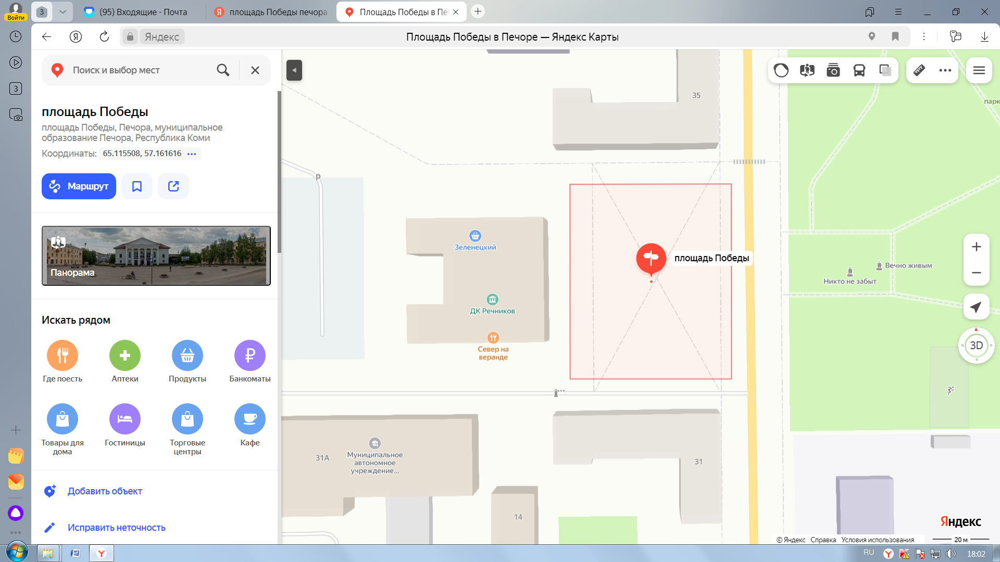 Войти
3
(95) Входящие - Почта
площадь Победы печора
Площадь Победы в Пе
Яндекс
Площадь Победы в Печоре — Яндекс Карты
3
Поиск и выбор мест
площадь Победы
площадь Победы, Печора, муниципальное
образование Печора, Республика Коми
Координаты: 65.115508, 57.161616
Маршрут
Панорама
Искать рядом
Где поесть
Аптеки
Продукты
Банкоматы
Товары для
дома
Гостиницы
Торговые
центры
Кафе
Добавить объект
Исправить неточность
35
парк
P
Зеленецкий
площадь Победы
Вечно живым
Никто не забыт
ДК Речников
Север на
веранде
3D
31А
Муниципальное
автономное
учреждение...
31
14
Яндекс
© Яндекс Справка Условия использования
20 м
RU
18:02